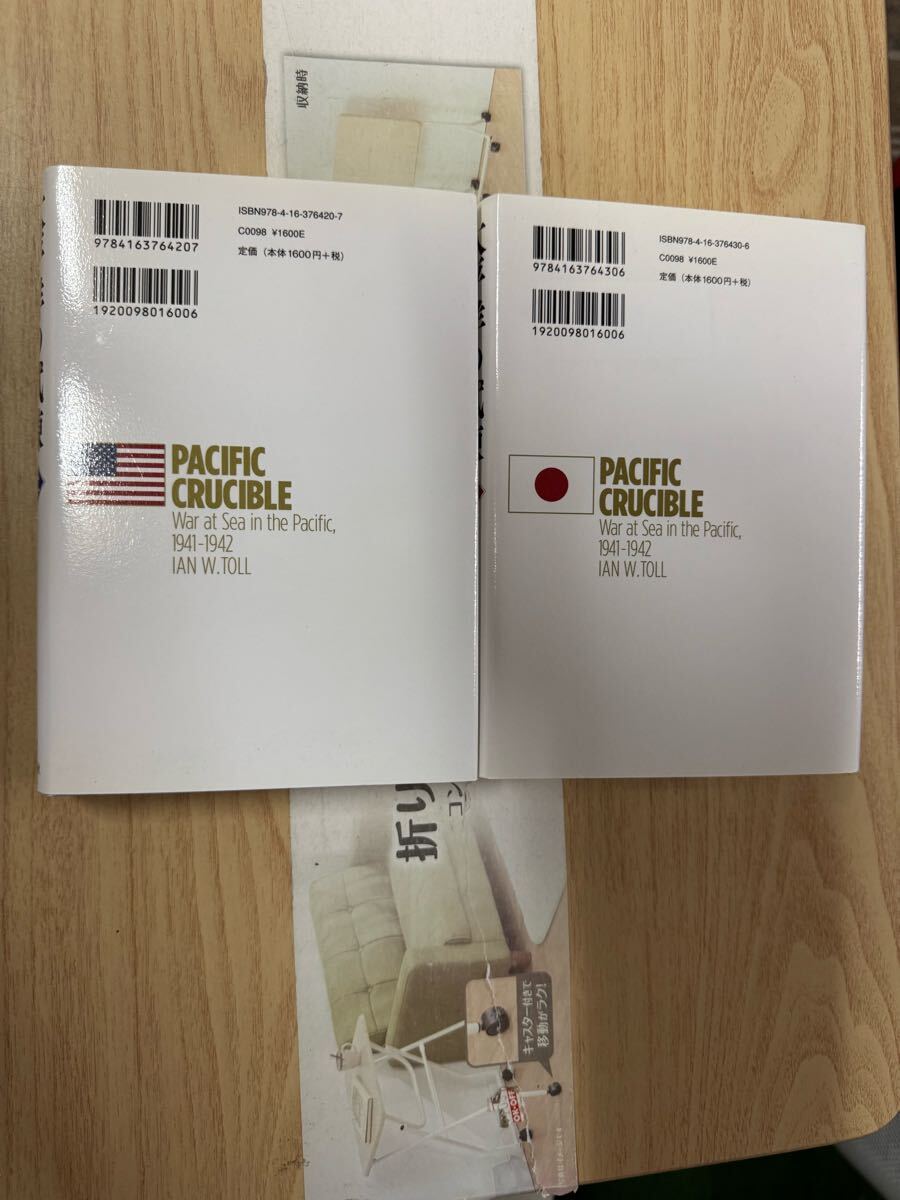 収納時
ISBN978-4-16-376420-7
C0098 ¥1600E
定価（本体1600円+税）
9784163764207
1920098016006
PACIFIC
CRUCIBLE
War at Sea in the Pacific,
1941-1942
IAN W. TOLL
ISBN978-4-16-376430-6
C0098 ¥1600E
定価（本体1600円+税）
9784163764306
1920098016006
PACIFIC
CRUCIBLE
War at Sea in the Pacific,
1941-1942
IAN W. TOLL
折り
コン
キャスター付きで
移動がラク!